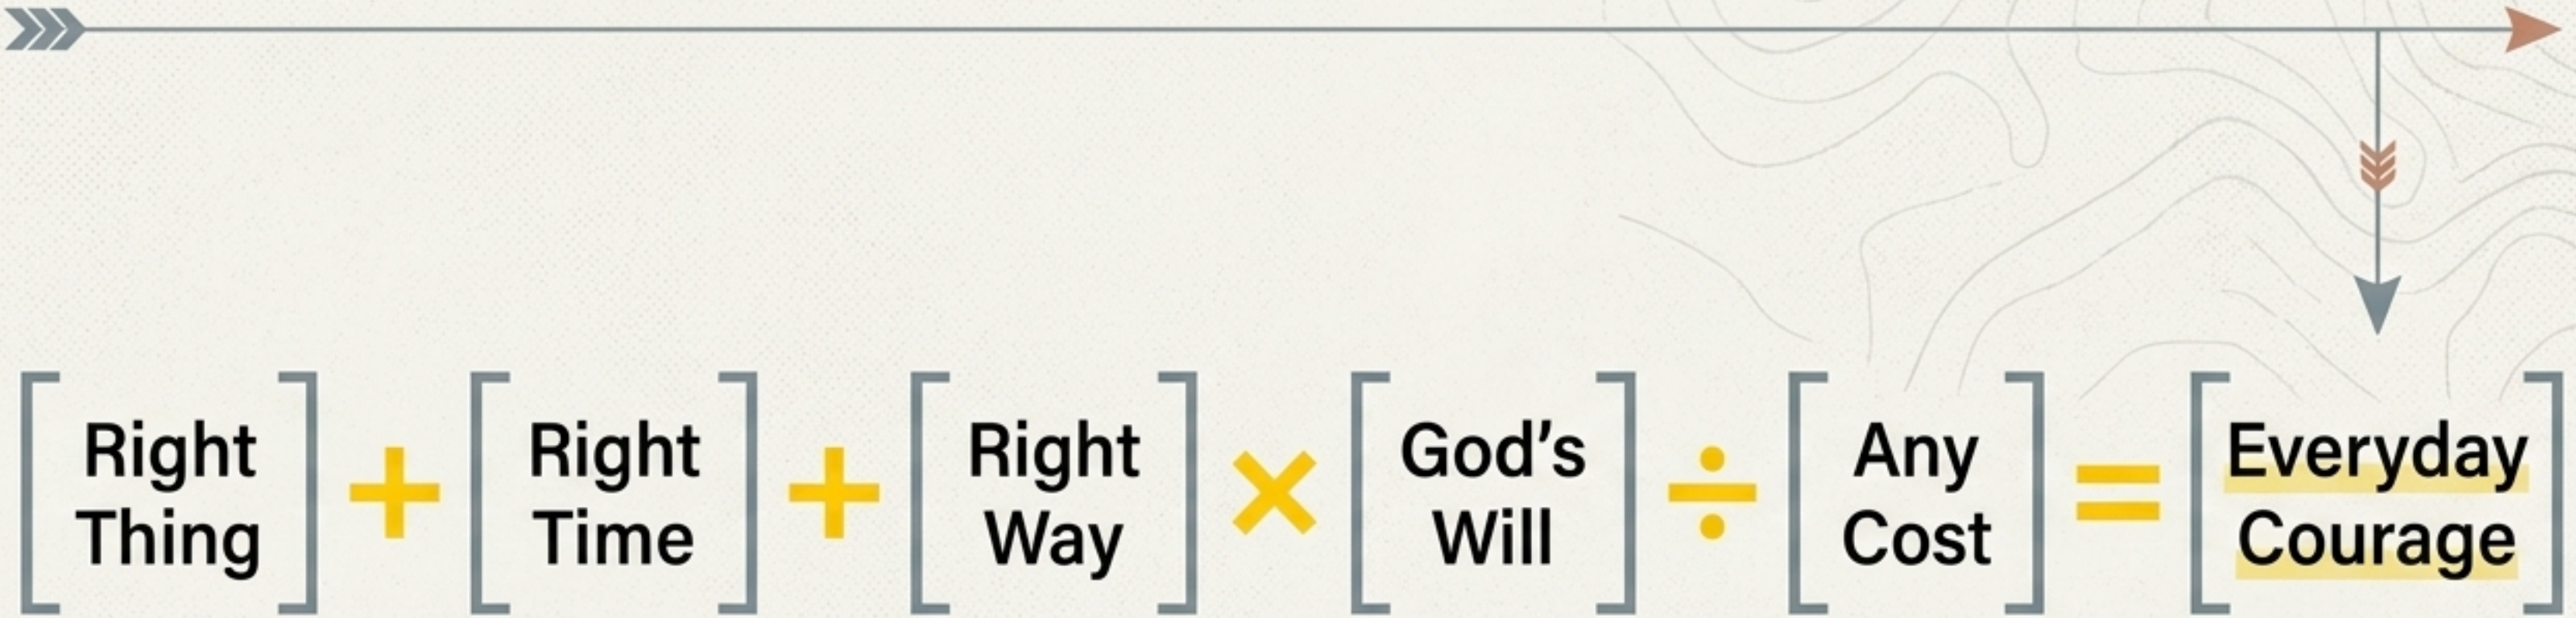 [Right Thing] + [Right Time] + [Right Way] × [God's Will] ÷ [Any Cost] = [Everyday Courage]